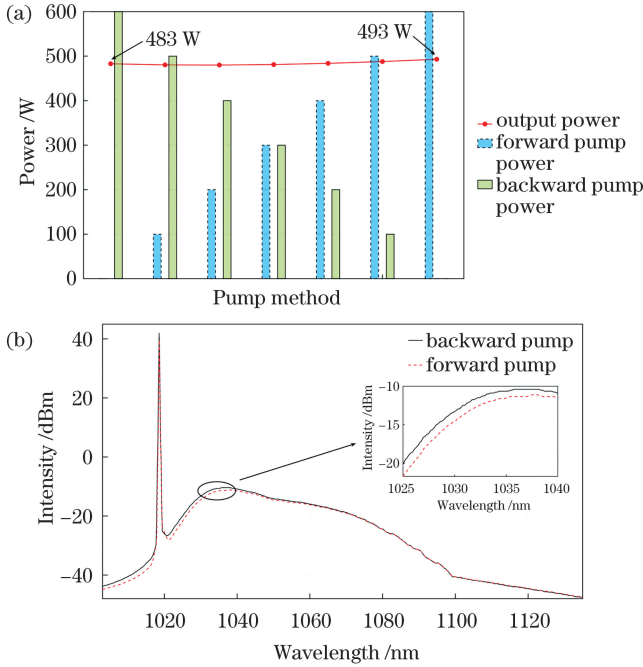 (a)
483 W
493 W
600
500
400
300
200
100
0
Power /W
Pump method
output power
forward pump
power
backward pump
power
(b)
40
20
0
−20
−40
Intensity /dBm
backward pump
forward pump
−10
−15
−20
Intensity /dBm
1025
1030
1035
1040
Wavelength /nm
1020
1040
1060
1080
1100
1120
Wavelength /nm